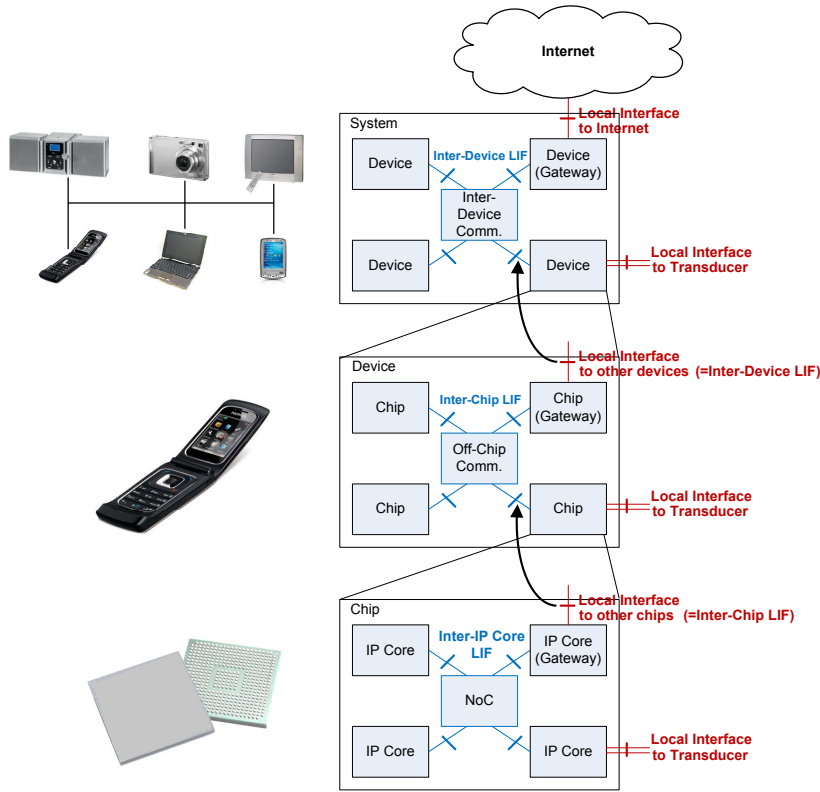 Internet
Local Interface
to Internet
System
Device
Inter-Device LIF
Device
(Gateway)
Inter-
Device
Comm.
Device
Device
Local Interface
to Transducer
Local Interface
to other devices (=Inter-Device LIF)
Device
Chip
Inter-Chip LIF
Chip
(Gateway)
Off-Chip
Comm.
Chip
Chip
Local Interface
to Transducer
Local Interface
to other chips (=Inter-Chip LIF)
Chip
IP Core
Inter-IP Core
LIF
IP Core
(Gateway)
NoC
IP Core
IP Core
Local Interface
to Transducer